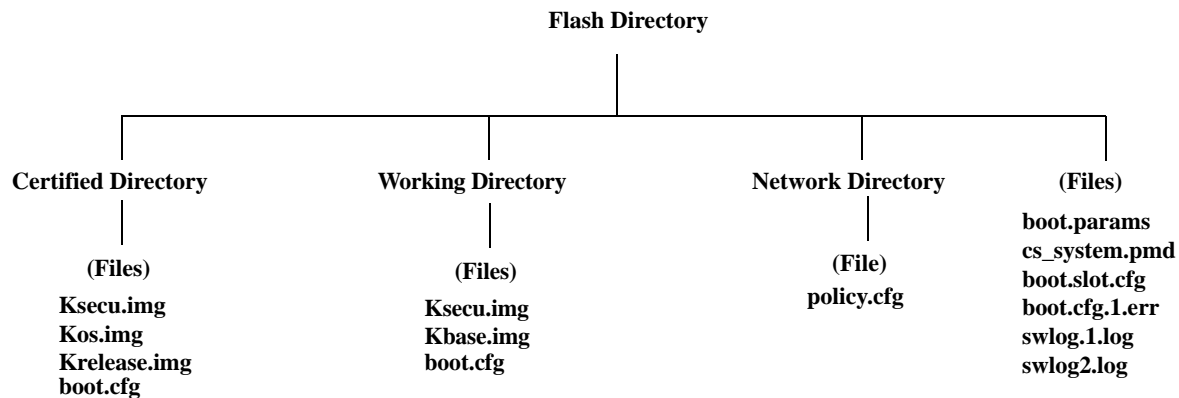 Flash Directory
Certified Directory
(Files)
Ksecu.img
Kos.img
Krelease.img
boot.cfg
Working Directory
(Files)
Ksecu.img
Kbase.img
boot.cfg
Network Directory
(File)
policy.cfg
(Files)
boot.params
cs_system.pmd
boot.slot.cfg
boot.cfg.1.err
swlog.1.log
swlog2.log